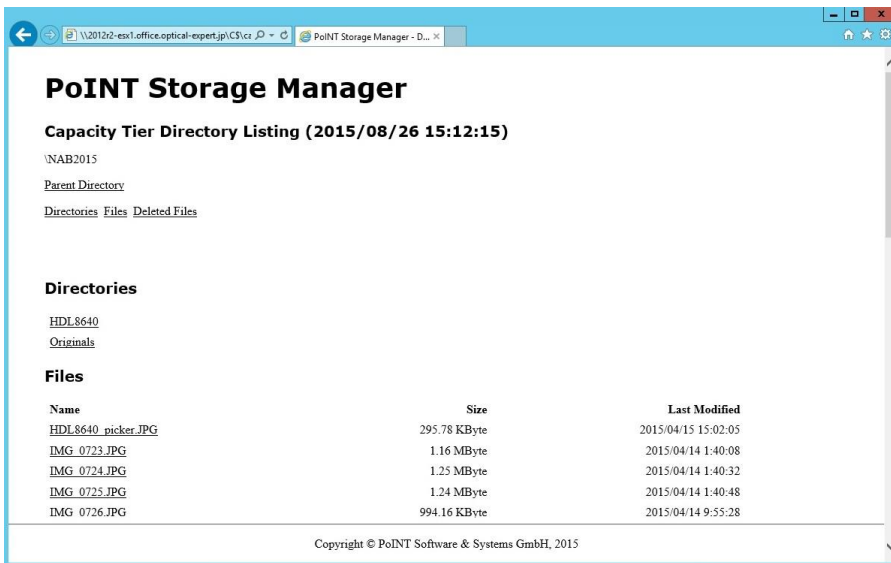 \\2012r2-esx1.office.optical-expert.jp\C$\ca
PoINT Storage Manager - D...
PoINT Storage Manager
Capacity Tier Directory Listing (2015/08/26 15:12:15)
\NAB2015
Parent Directory
Directories Files Deleted Files
Directories
HDL8640
Originals
Files
Name Size Last Modified
HDL8640_picker.JPG 295.78 KByte 2015/04/15 15:02:05
IMG_0723.JPG 1.16 MByte 2015/04/14 1:40:08
IMG_0724.JPG 1.25 MByte 2015/04/14 1:40:32
IMG_0725.JPG 1.24 MByte 2015/04/14 1:40:48
IMG_0726.JPG 994.16 KByte 2015/04/14 9:55:28
Copyright © PoINT Software & Systems GmbH, 2015